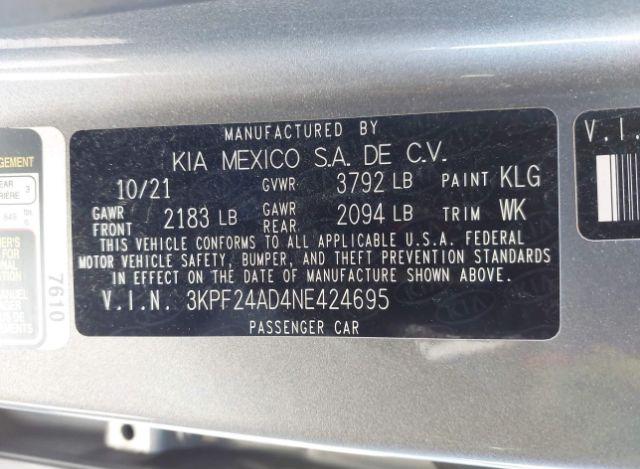 MANUFACTURED BY
KIA MEXICO S.A. DE C.V.
10/21 GVWR 3792 LB PAINT KLG
GAWR FRONT 2183 LB GAWR REAR 2094 LB TRIM WK
THIS VEHICLE CONFORMS TO ALL APPLICABLE U.S.A. FEDERAL
MOTOR VEHICLE SAFETY, BUMPER, AND THEFT PREVENTION STANDARDS
IN EFFECT ON THE DATE OF MANUFACTURE SHOWN ABOVE.
V.I.N. 3KPF24AD4NE424695
PASSENGER CAR
7610
V.I.
3
lbs.